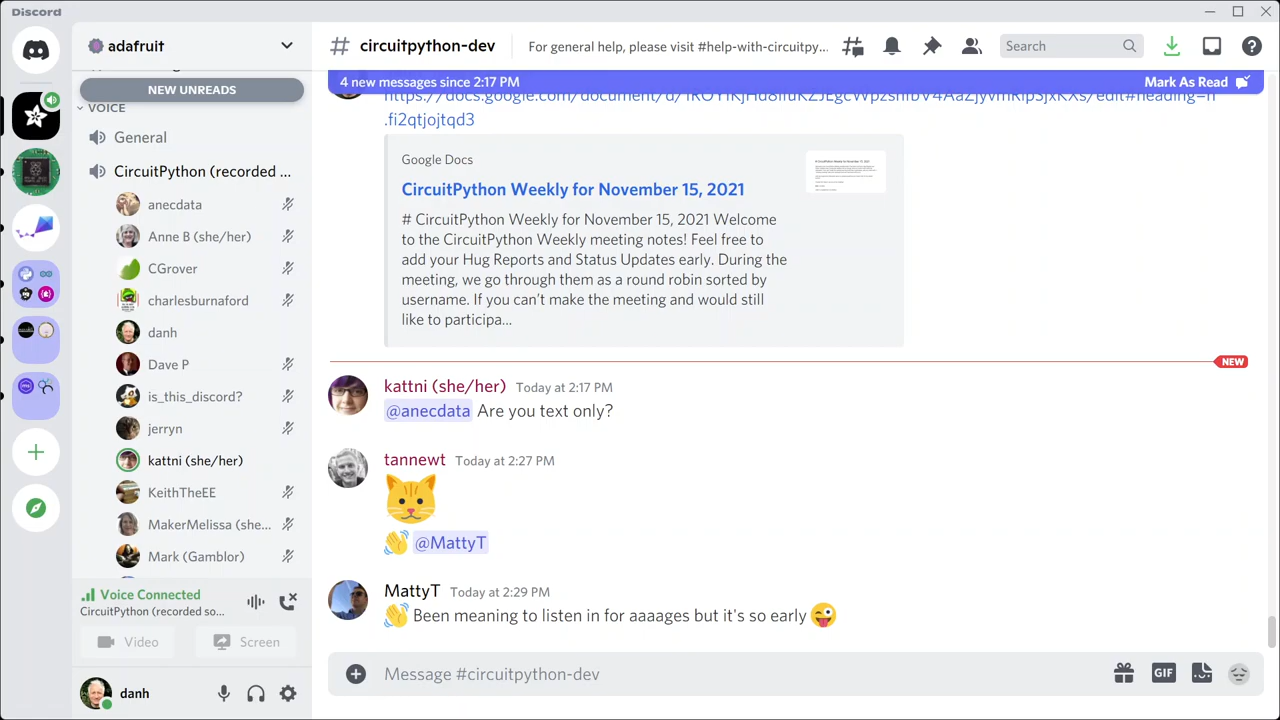 Discord
adafruit
# circuitpython-dev
For general help, please visit #help-with-circuitpy...
Search
NEW UNREADS
4 new messages since 2:17 PM
Mark As Read
VOICE
General
CircuitPython (recorded ...
anecdata
Anne B (she/her)
CGrover
charlesburnaford
danh
Dave P
is_this_discord?
jerryn
kattni (she/her)
KeithTheEE
MakerMelissa (she...
Mark (Gamblor)
Voice Connected
CircuitPython (recorded so...
Video
Screen
danh
.fi2qtjojtqd3
Google Docs
CircuitPython Weekly for November 15, 2021
# CircuitPython Weekly for November 15, 2021 Welcome
to the CircuitPython Weekly meeting notes! Feel free to
add your Hug Reports and Status Updates early. During the
meeting, we go through them as a round robin sorted by
username. If you can't make the meeting and would still
like to participa...
NEW
kattni (she/her) Today at 2:17 PM
@anecdata Are you text only?
tannewt Today at 2:27 PM
@MattyT
MattyT Today at 2:29 PM
Been meaning to listen in for aaaages but it's so early
Message #circuitpython-dev
GIF